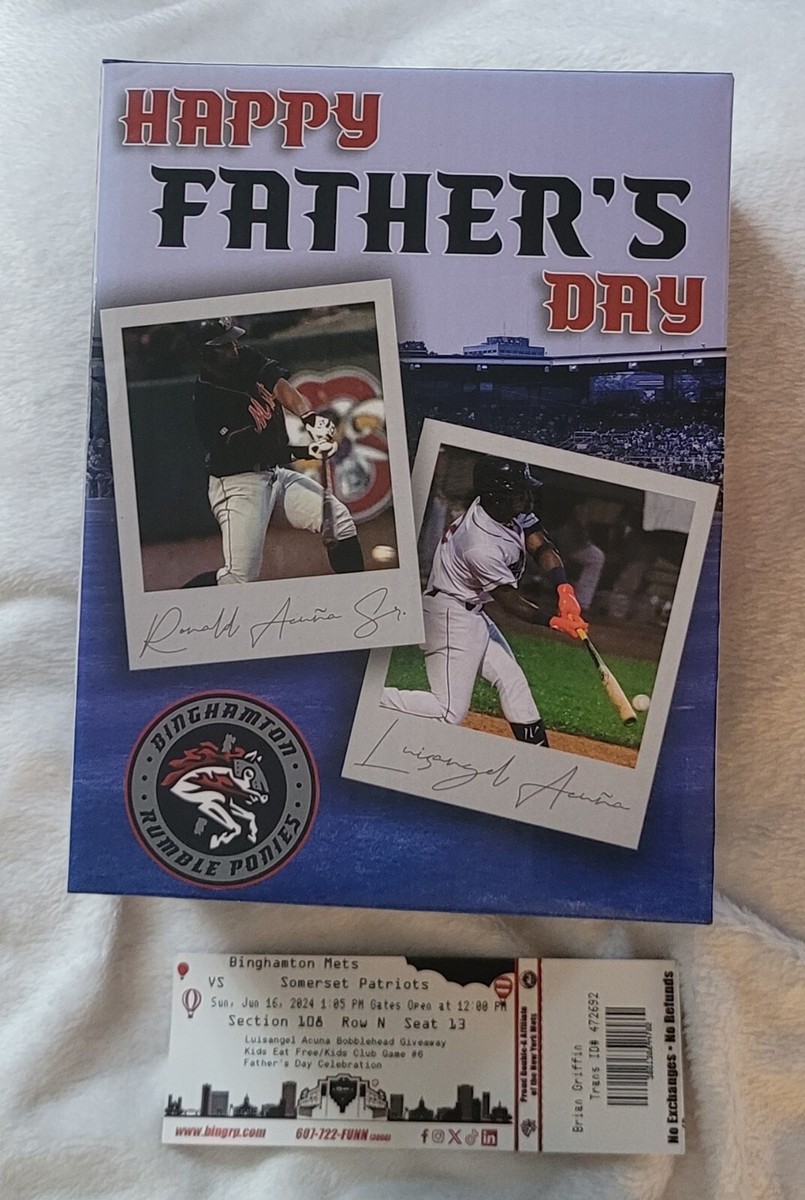 HAPPY
FATHER'S
DAY
Mets
Ronald Acuña Sr.
Luisangel Acuña
BINGHAMTON
RUMBLE PONIES
Binghamton Mets
VS Somerset Patriots
Sun, Jun 16, 2024 1:05 PM Gates Open at 12:00 PM
Section 108 Row N Seat 13
Luisangel Acuna Bobblehead Giveaway
Kids Eat Free/Kids Club Game #6
Father's Day Celebration
www.bingrp.com 607-722-FUNN (3866)
Proud Double-A Affiliate
of the New York Mets
Brian Griffin
Trans ID# 472692
No Exchanges • No Refunds